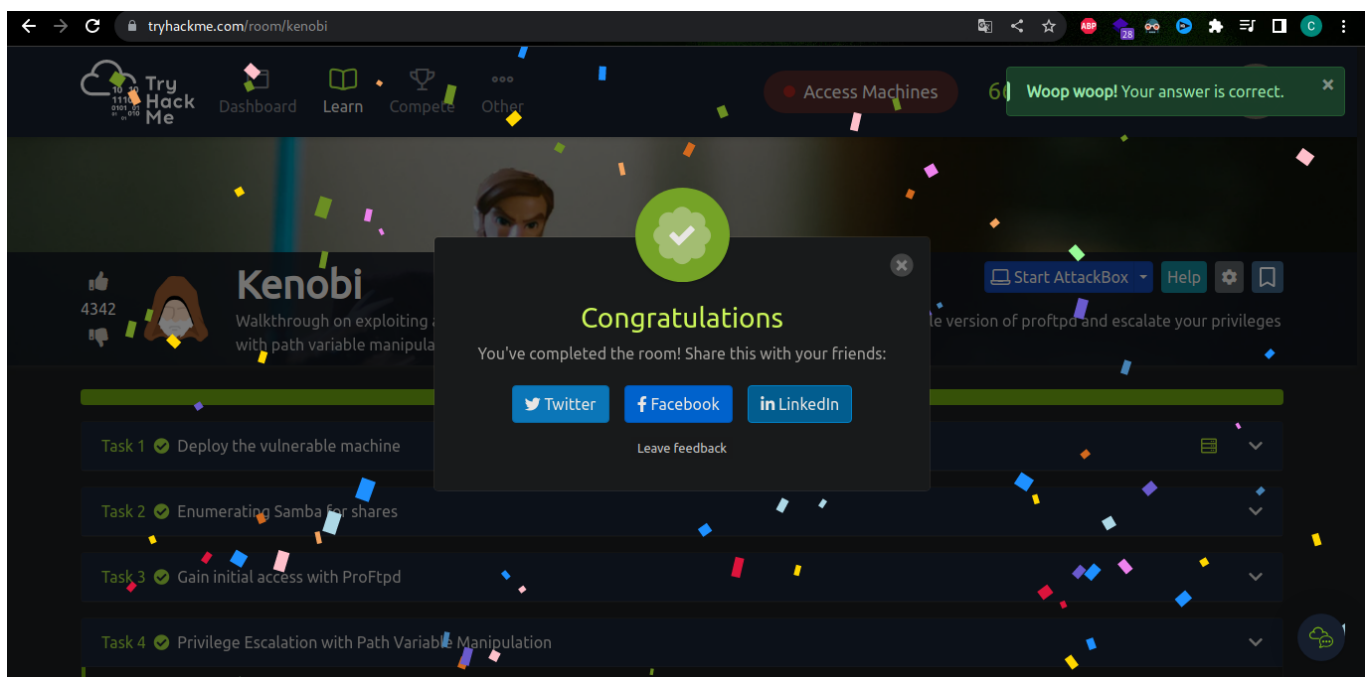 tryhackme.com/room/kenobi
ABP
28
C
Try
Hack
Me
Dashboard
Learn
Compete
Other
Access Machines
Woop woop! Your answer is correct.
Kenobi
4342
Walkthrough on exploiting
le version of proftpd and escalate your privileges
with path variable manipula
Start AttackBox
Help
Congratulations
You've completed the room! Share this with your friends:
Twitter
Facebook
in LinkedIn
Leave feedback
Task 1 Deploy the vulnerable machine
Task 2 Enumerating Samba for shares
Task 3 Gain initial access with ProFtpd
Task 4 Privilege Escalation with Path Variable Manipulation